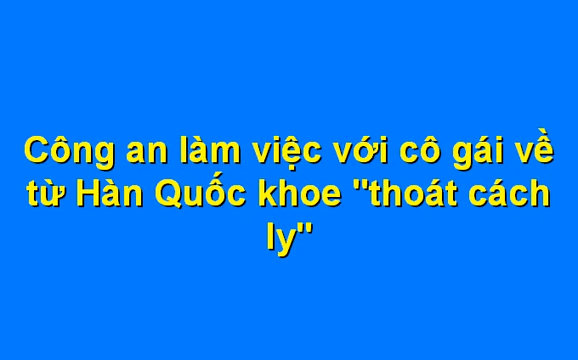 Công an làm việc với cô gái về
từ Hàn Quốc khoe "thoát cách
ly"